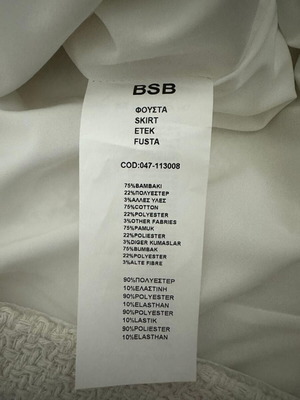 BSB
ΦΟΥΣΤΑ
SKIRT
ETEK
FUSTA
COD:047-113008
75%ΒΑΜΒΑΚΙ
22%ΠΟΛΥΕΣΤΕΡ
3%ΑΛΛΕΣ ΥΛΕΣ
75%COTTON
22%POLYESTER
3%OTHER FABRIES
75%PAMUK
22%POLIESTER
3%DIGER KUMASLAR
75%BUMBAK
22%POLYESTER
3%ALTE FIBRE
90%ΠΟΛΥΕΣΤΕΡ
10%ΕΛΑΣΤΙΝΗ
90%POLYESTER
10%ELASTHAN
90%POLYESTER
10%LASTIK
90%POLIESTER
10%ELASTHAN